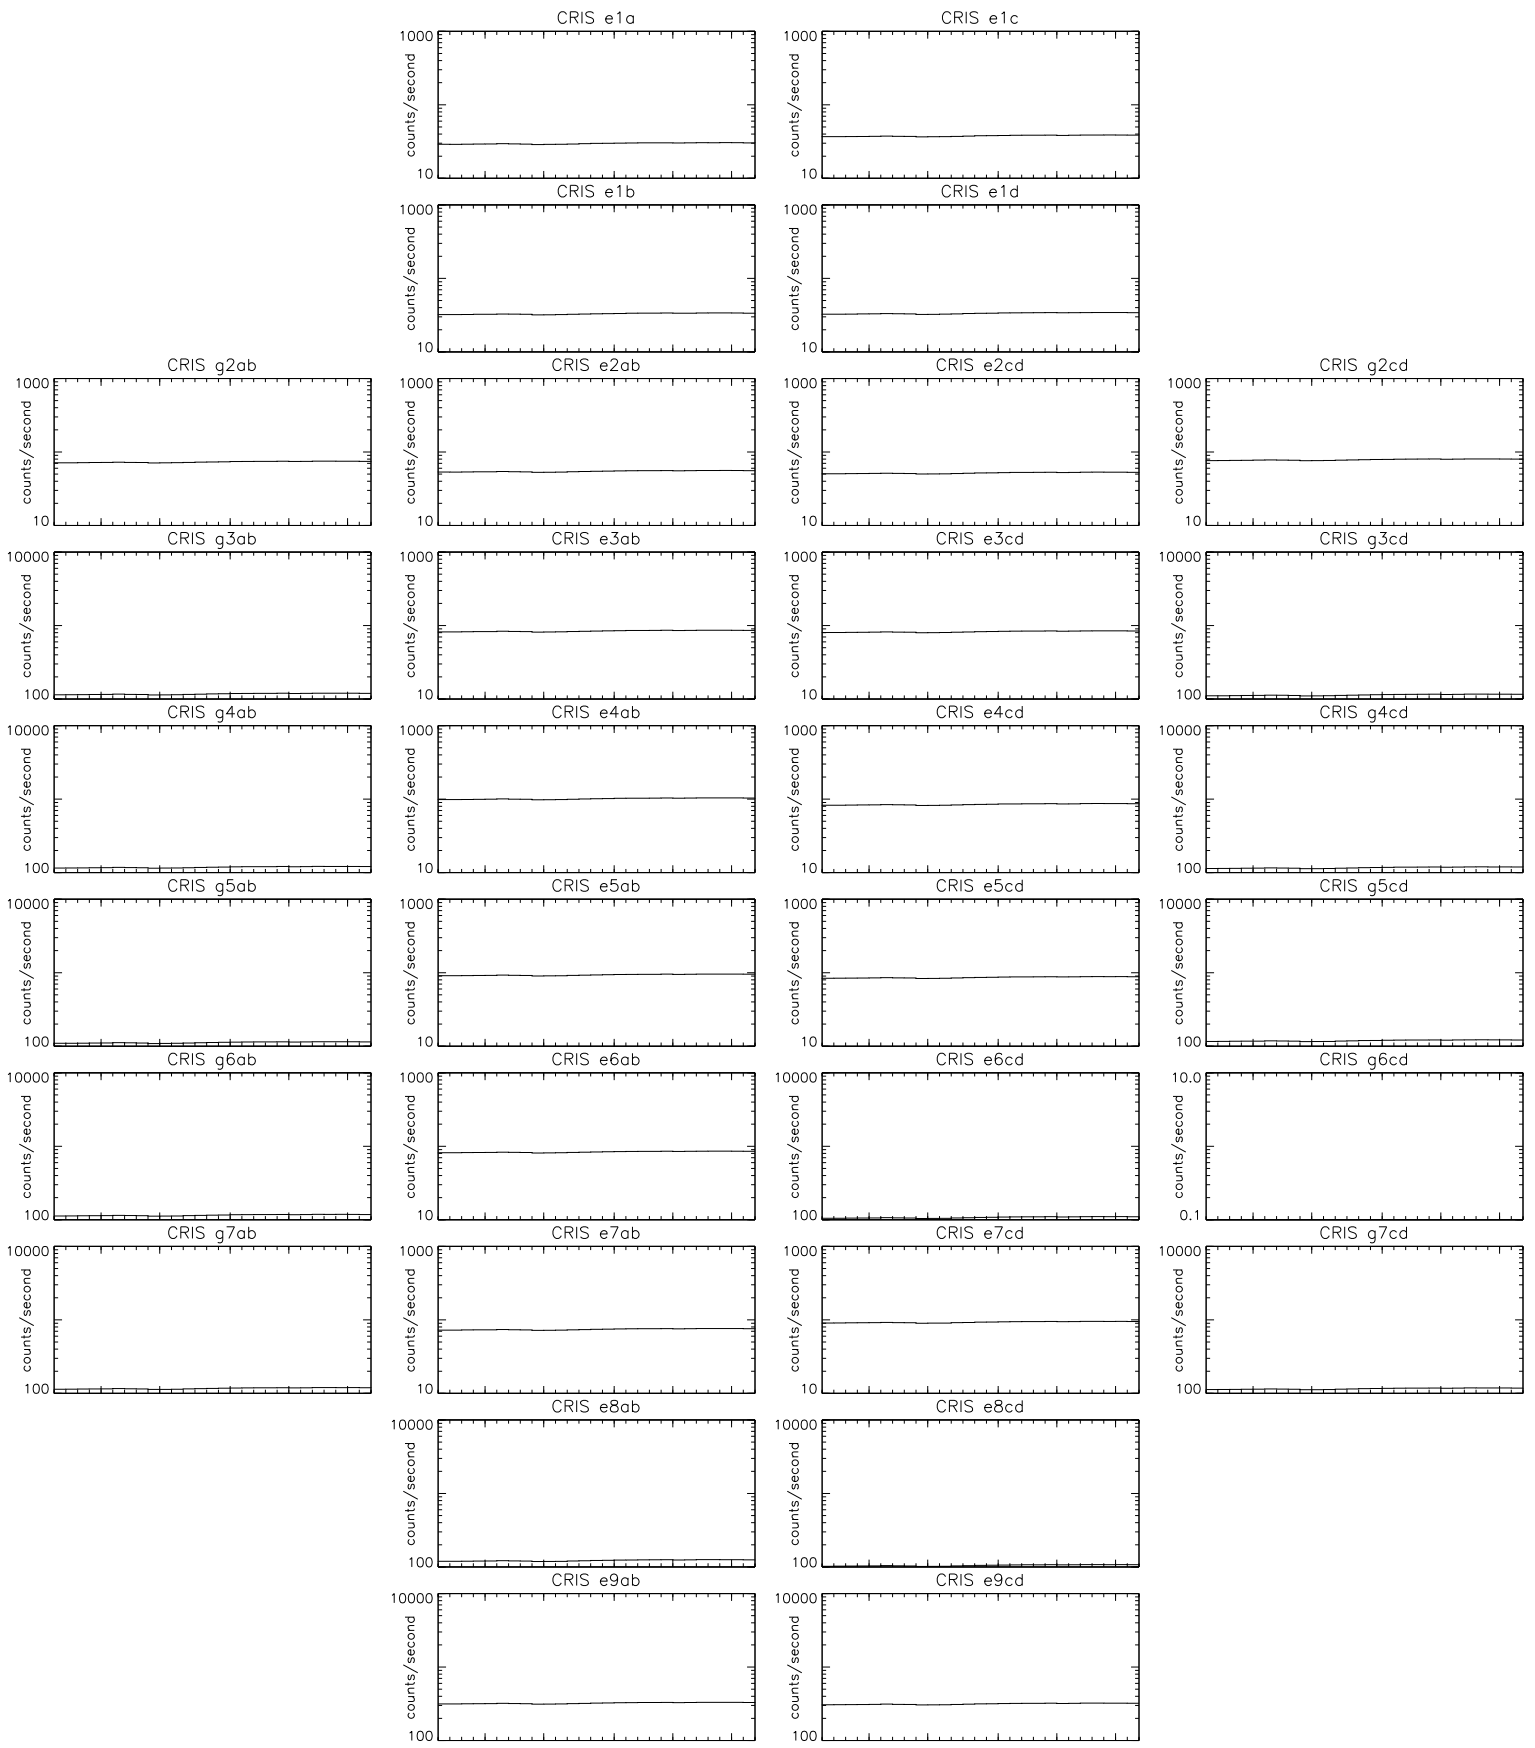 CRIS e1a
1000
counts/second
10
CRIS e1c
1000
counts/second
10
CRIS e1b
1000
counts/second
10
CRIS e1d
1000
counts/second
10
CRIS g2ab
1000
counts/second
10
CRIS e2ab
1000
counts/second
10
CRIS e2cd
1000
counts/second
10
CRIS g2cd
1000
counts/second
10
CRIS g3ab
10000
counts/second
100
CRIS e3ab
1000
counts/second
10
CRIS e3cd
1000
counts/second
10
CRIS g3cd
10000
counts/second
100
CRIS g4ab
10000
counts/second
100
CRIS e4ab
1000
counts/second
10
CRIS e4cd
1000
counts/second
10
CRIS g4cd
10000
counts/second
100
CRIS g5ab
10000
counts/second
100
CRIS e5ab
1000
counts/second
10
CRIS e5cd
1000
counts/second
10
CRIS g5cd
10000
counts/second
100
CRIS g6ab
10000
counts/second
100
CRIS e6ab
1000
counts/second
10
CRIS e6cd
10000
counts/second
100
CRIS g6cd
10.0
counts/second
0.1
CRIS g7ab
10000
counts/second
100
CRIS e7ab
1000
counts/second
10
CRIS e7cd
1000
counts/second
10
CRIS g7cd
10000
counts/second
100
CRIS e8ab
10000
counts/second
100
CRIS e8cd
10000
counts/second
100
CRIS e9ab
10000
counts/second
100
CRIS e9cd
10000
counts/second
100